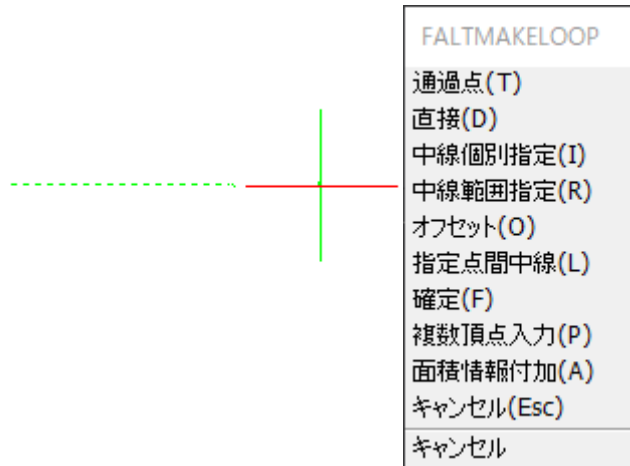 FALTMAKELOOP
通過点(T)
直接(D)
中線個別指定(I)
中線範囲指定(R)
オフセット(O)
指定点間中線(L)
確定(F)
複数頂点入力(P)
面積情報付加(A)
キャンセル(Esc)
キャンセル